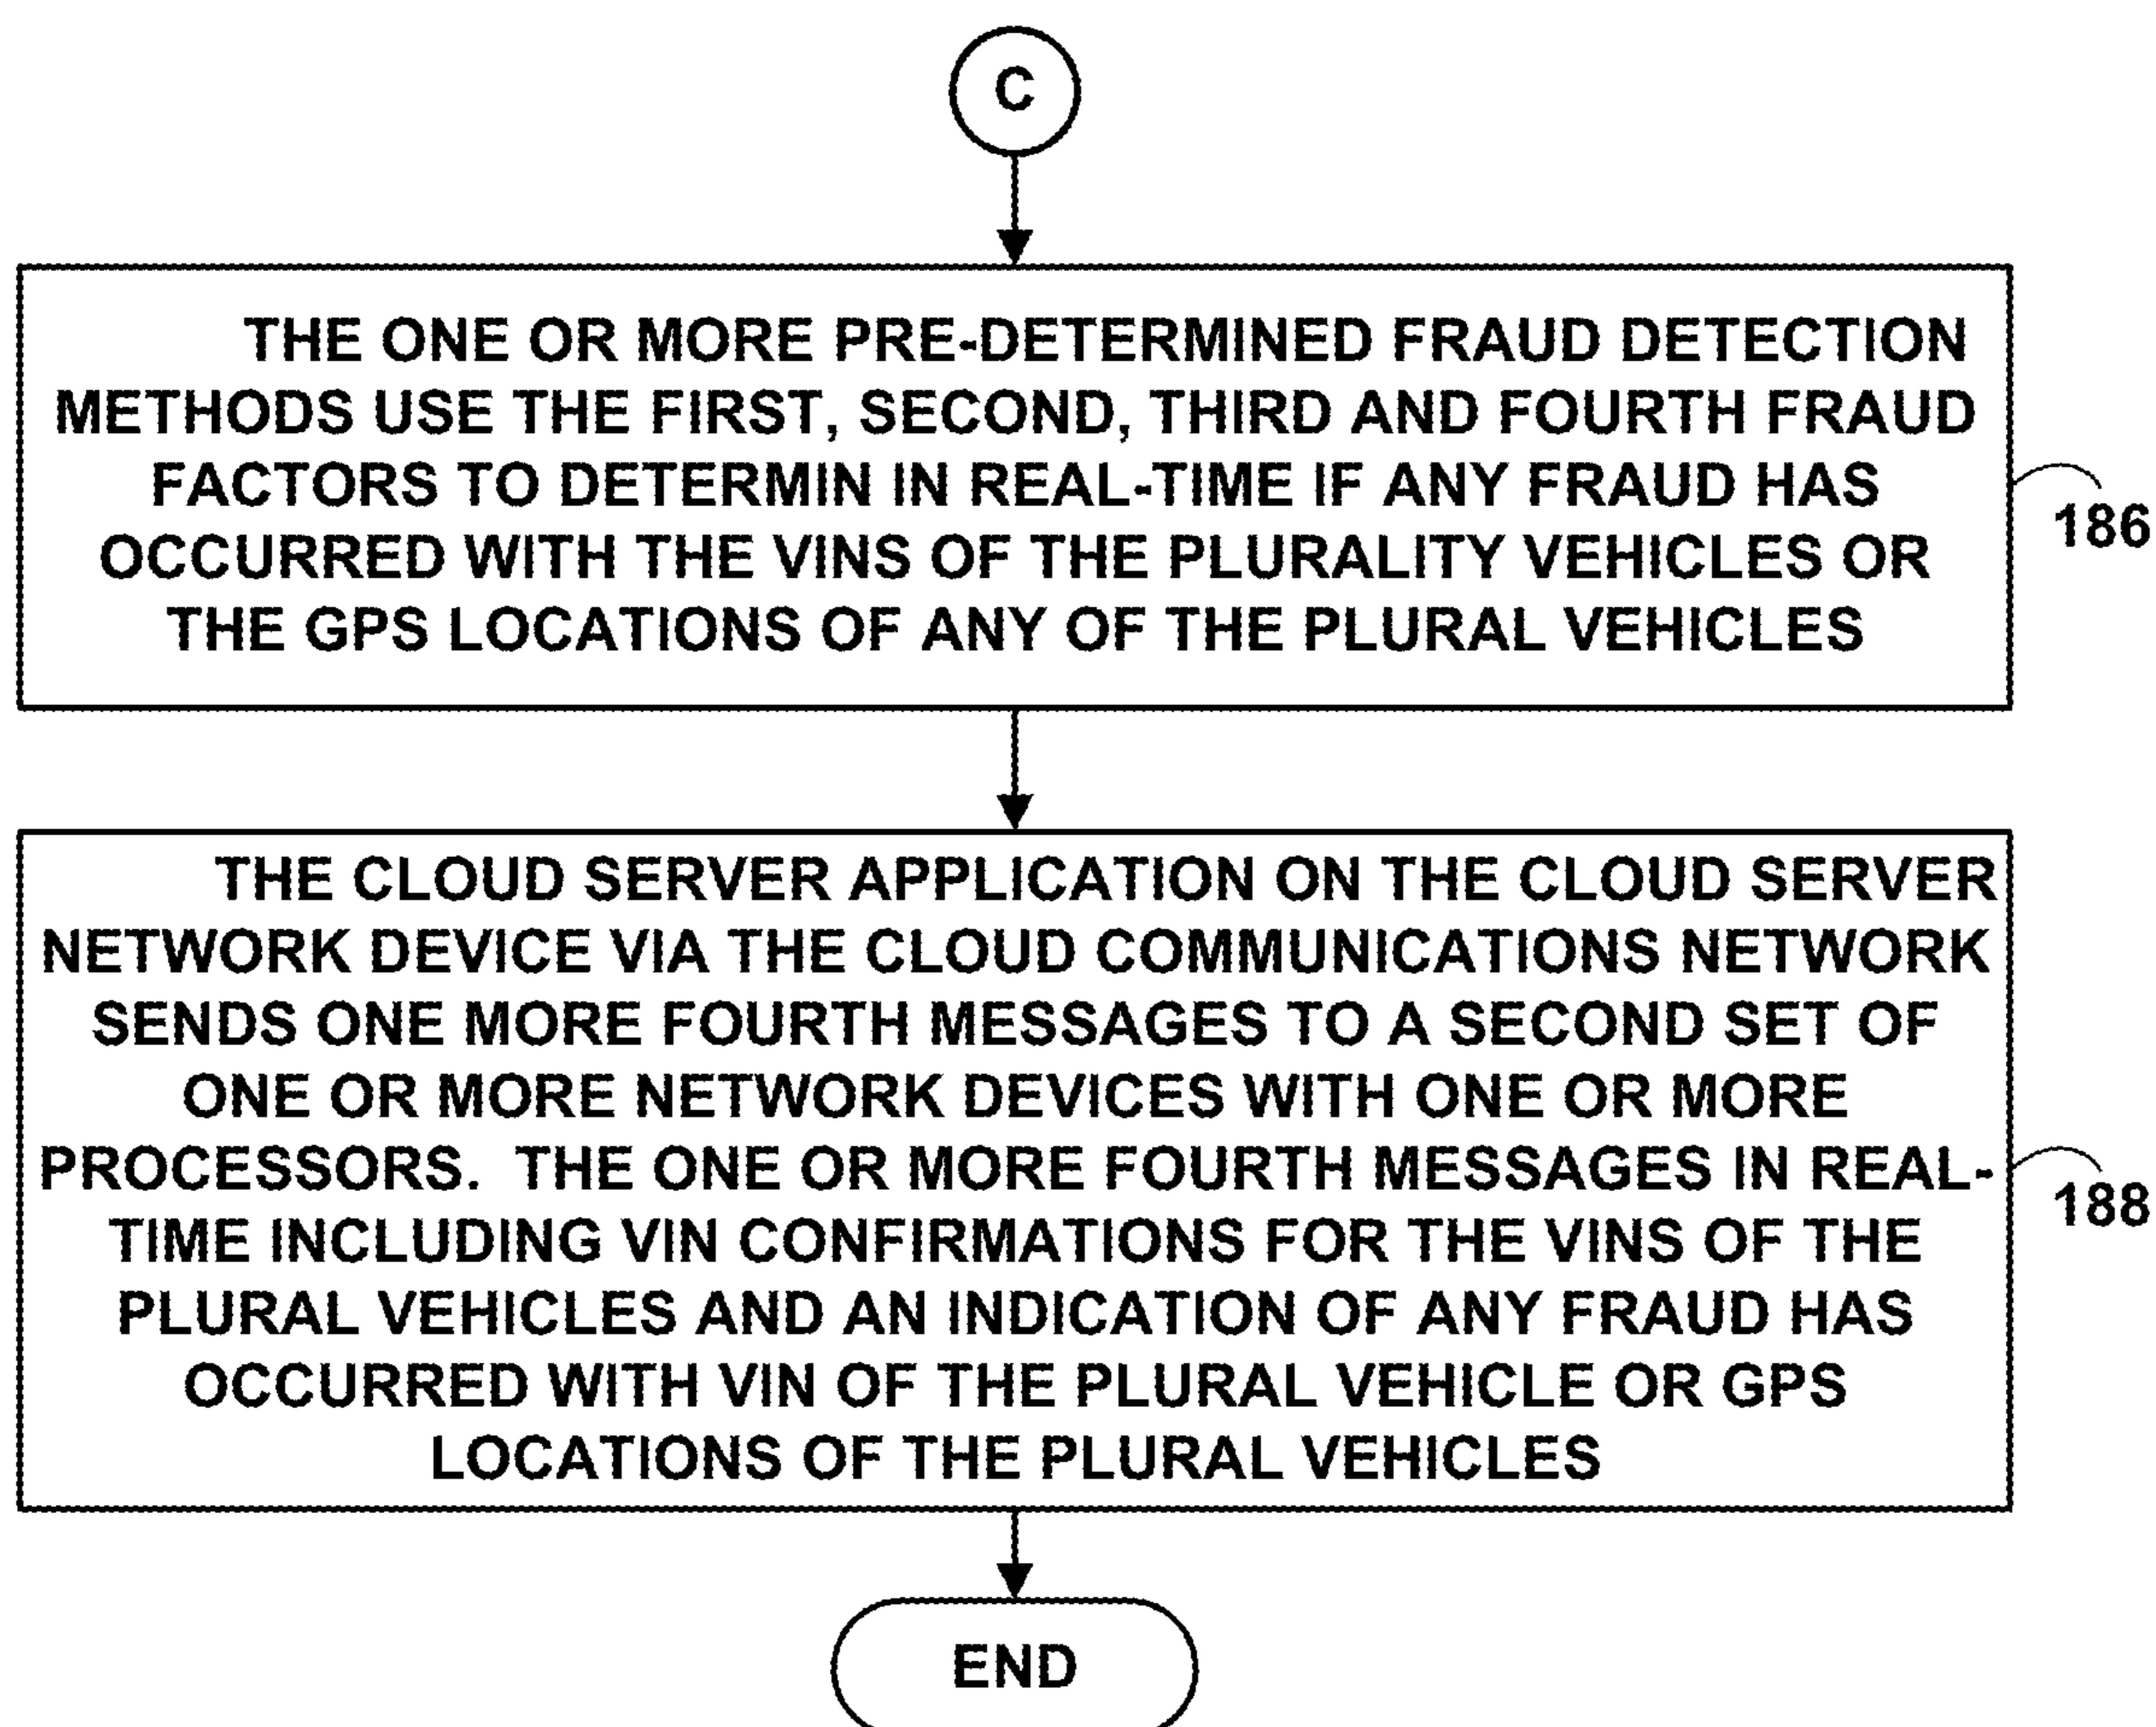 C
THE ONE OR MORE PRE-DETERMINED FRAUD DETECTION
METHODS USE THE FIRST, SECOND, THIRD AND FOURTH FRAUD
FACTORS TO DETERMIN IN REAL-TIME IF ANY FRAUD HAS
OCCURRED WITH THE VINS OF THE PLURALITY VEHICLES OR
THE GPS LOCATIONS OF ANY OF THE PLURAL VEHICLES
186
THE CLOUD SERVER APPLICATION ON THE CLOUD SERVER
NETWORK DEVICE VIA THE CLOUD COMMUNICATIONS NETWORK
SENDS ONE MORE FOURTH MESSAGES TO A SECOND SET OF
ONE OR MORE NETWORK DEVICES WITH ONE OR MORE
PROCESSORS. THE ONE OR MORE FOURTH MESSAGES IN REAL-
TIME INCLUDING VIN CONFIRMATIONS FOR THE VINS OF THE
PLURAL VEHICLES AND AN INDICATION OF ANY FRAUD HAS
OCCURRED WITH VIN OF THE PLURAL VEHICLE OR GPS
LOCATIONS OF THE PLURAL VEHICLES
188
END